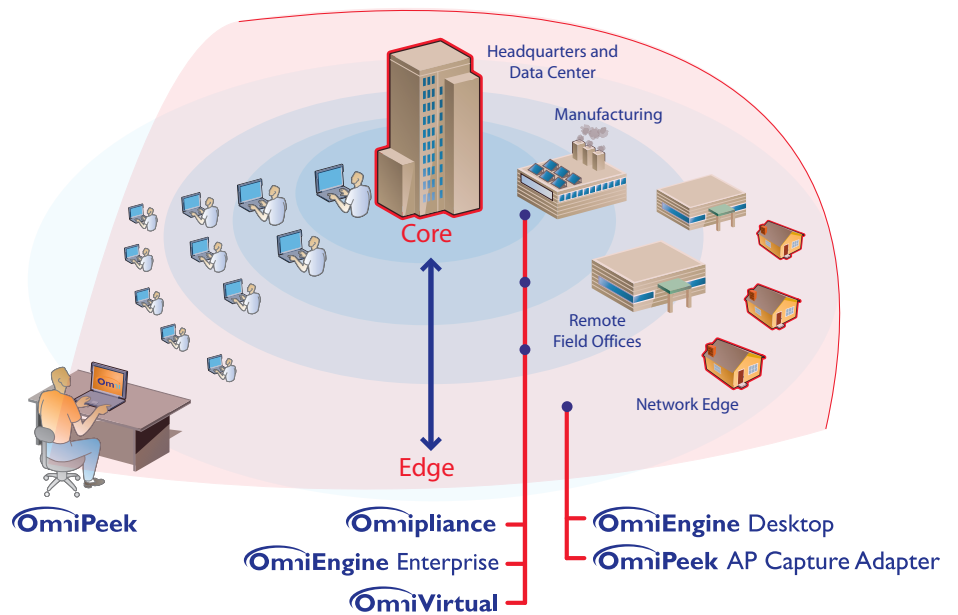 Headquarters and
Data Center
Manufacturing
Core
Remote
Field Offices
Network Edge
Omni
Edge
OmniPeek
Omnipliance
OmniEngine Enterprise
OmniVirtual
OmniEngine Desktop
OmniPeek AP Capture Adapter